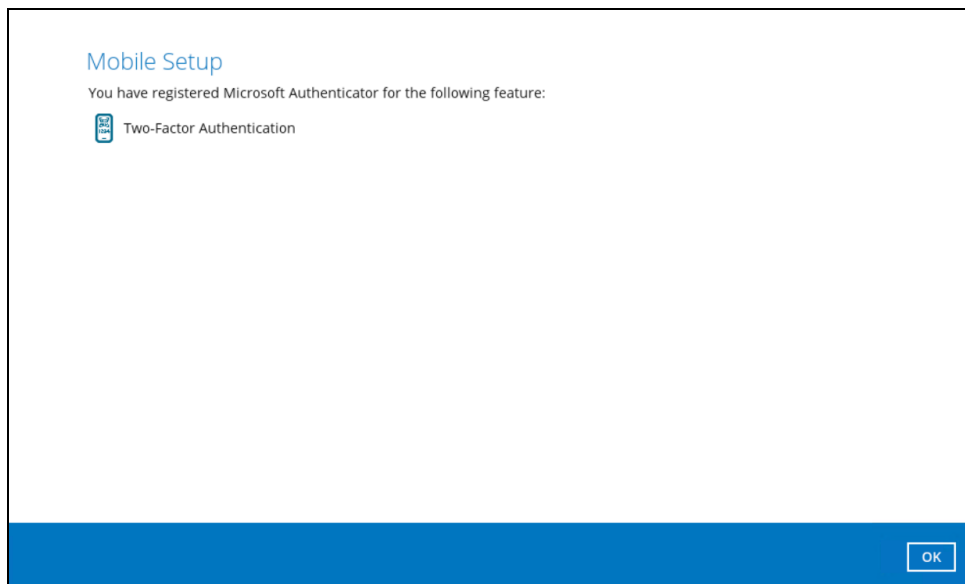 Mobile Setup
You have registered Microsoft Authenticator for the following feature:
Two-Factor Authentication
OK